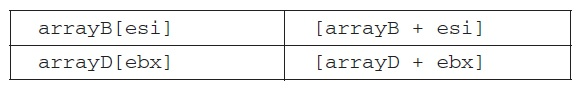 arrayB[esi] [arrayB + esi]
arrayD[ebx] [arrayD + ebx]